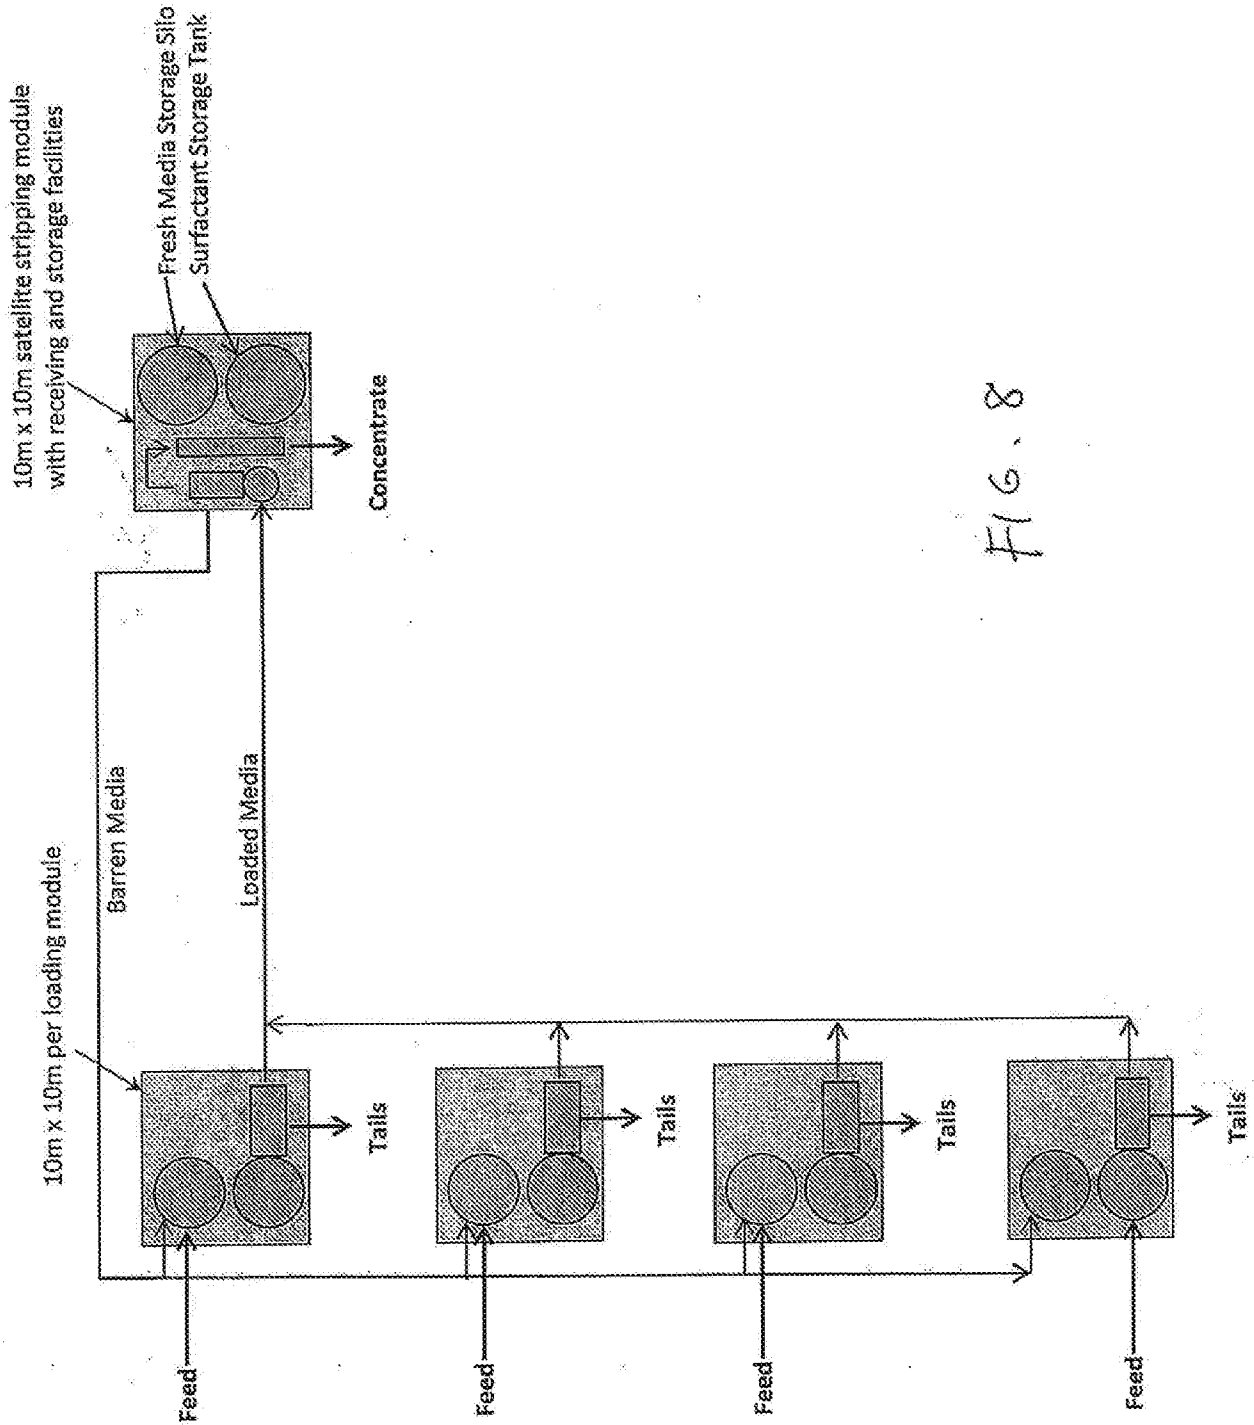 10m x 10m satellite stripping module
with receiving and storage facilities
Fresh Media Storage Silo
Surfactant Storage Tank
10m x 10m per loading module
Barren Media
Loaded Media
Concentrate
Feed
Tails
Feed
Tails
Feed
Tails
Feed
Tails
FIG. 8